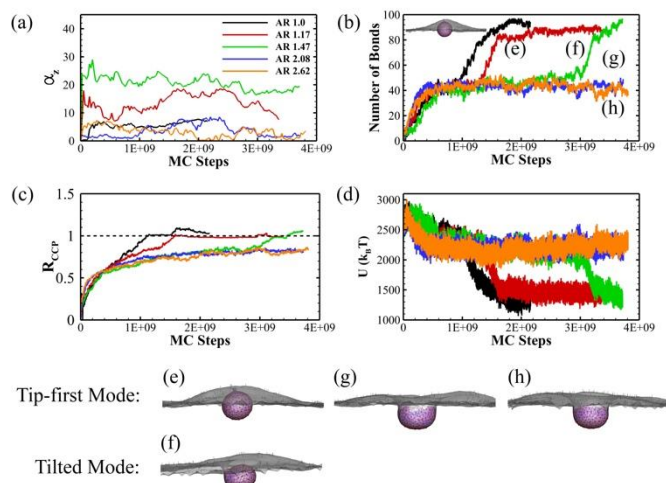 (a)
α_z
40
30
20
10
0
0 1E+09 2E+09 3E+09 4E+09
MC Steps
AR 1.0
AR 1.17
AR 1.47
AR 2.08
AR 2.62
(b)
Number of Bonds
100
80
60
40
20
0
0 1E+09 2E+09 3E+09 4E+09
MC Steps
(e)
(f)
(g)
(h)
(c)
R_CCP
1.5
1
0.5
0
0 1E+09 2E+09 3E+09 4E+09
MC Steps
(d)
U (k_BT)
3000
2500
2000
1500
1000
0 1E+09 2E+09 3E+09 4E+09
MC Steps
(e) (g) (h)
Tip-first Mode:
(f)
Tilted Mode: